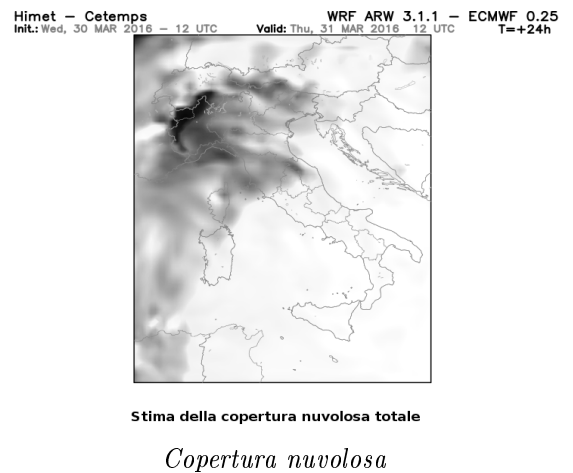 Himet – Cetemps WRF ARW 3.1.1 – ECMWF 0.25
Init.: Wed, 30 MAR 2016 – 12 UTC Valid: Thu, 31 MAR 2016 12 UTC T=+24h
Stima della copertura nuvolosa totale
Copertura nuvolosa